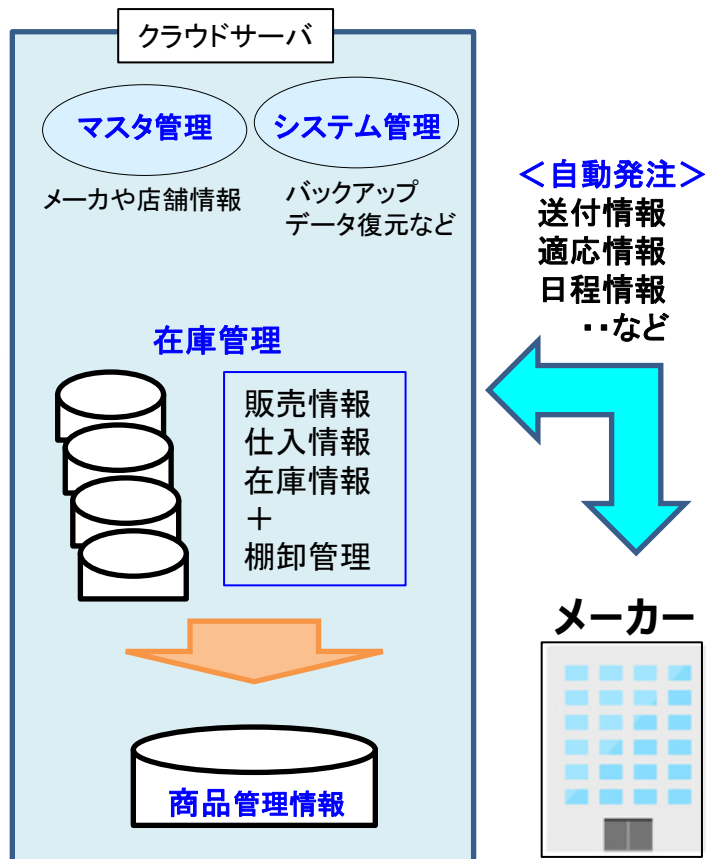 クラウドサーバ
マスタ管理
システム管理
メーカや店舗情報
バックアップ
データ復元など
＜自動発注＞
送付情報
適応情報
日程情報
・・など
在庫管理
販売情報
仕入情報
在庫情報
＋
棚卸管理
メーカー
商品管理情報